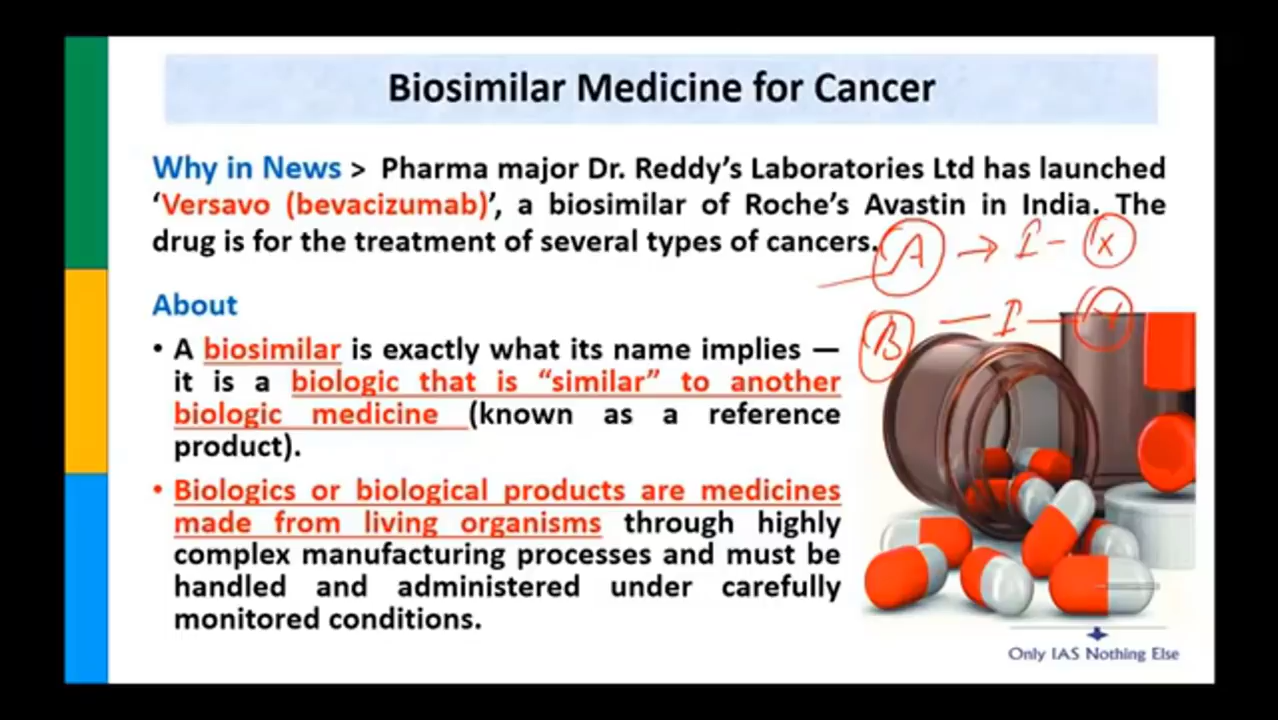 Biosimilar Medicine for Cancer
Why in News > Pharma major Dr. Reddy's Laboratories Ltd has launched
'Versavo (bevacizumab)', a biosimilar of Roche's Avastin in India. The
drug is for the treatment of several types of cancers.
A → I - X
B — I — Y
About
• A biosimilar is exactly what its name implies —
it is a biologic that is “similar” to another
biologic medicine (known as a reference
product).
• Biologics or biological products are medicines
made from living organisms through highly
complex manufacturing processes and must be
handled and administered under carefully
monitored conditions.
Only IAS Nothing Else